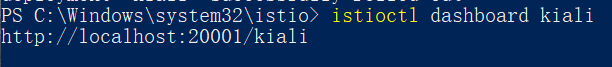 PS C:\Windows\system32\istio> istioctl dashboard kiali
http://localhost:20001/kiali